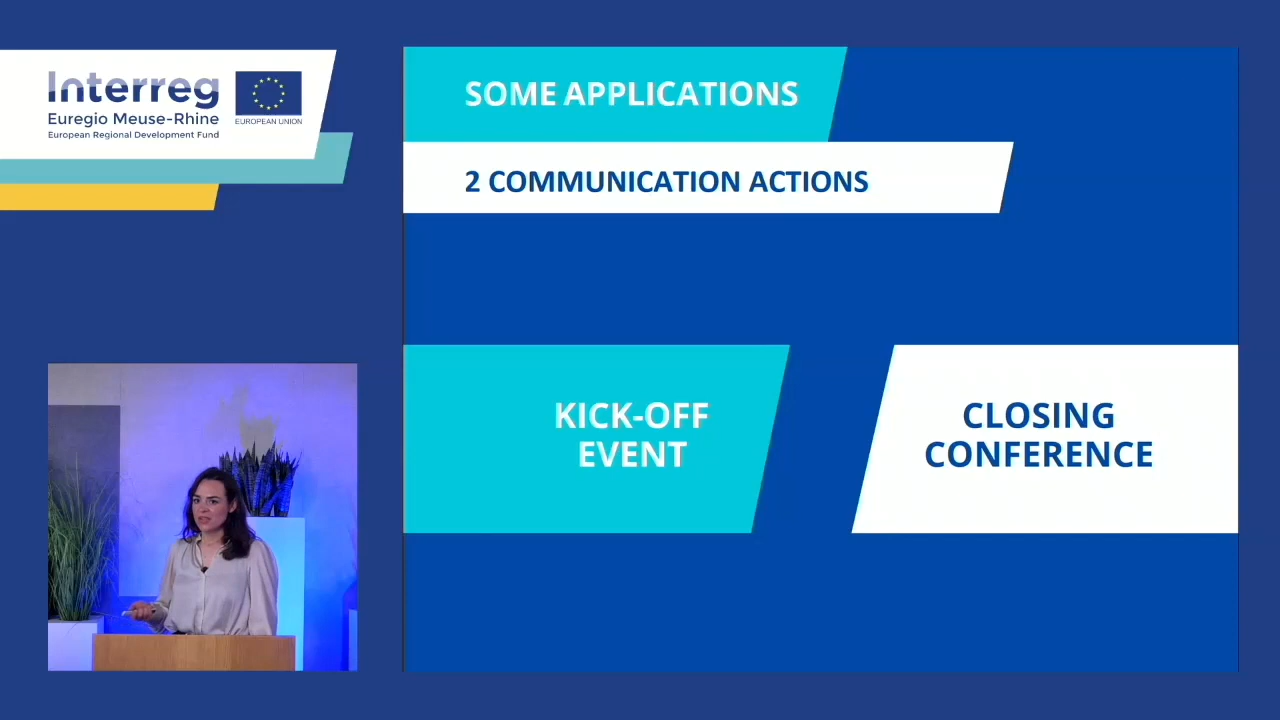 Interreg
Euregio Meuse-Rhine
European Regional Development Fund
EUROPEAN UNION
SOME APPLICATIONS
2 COMMUNICATION ACTIONS
KICK-OFF
EVENT
CLOSING
CONFERENCE